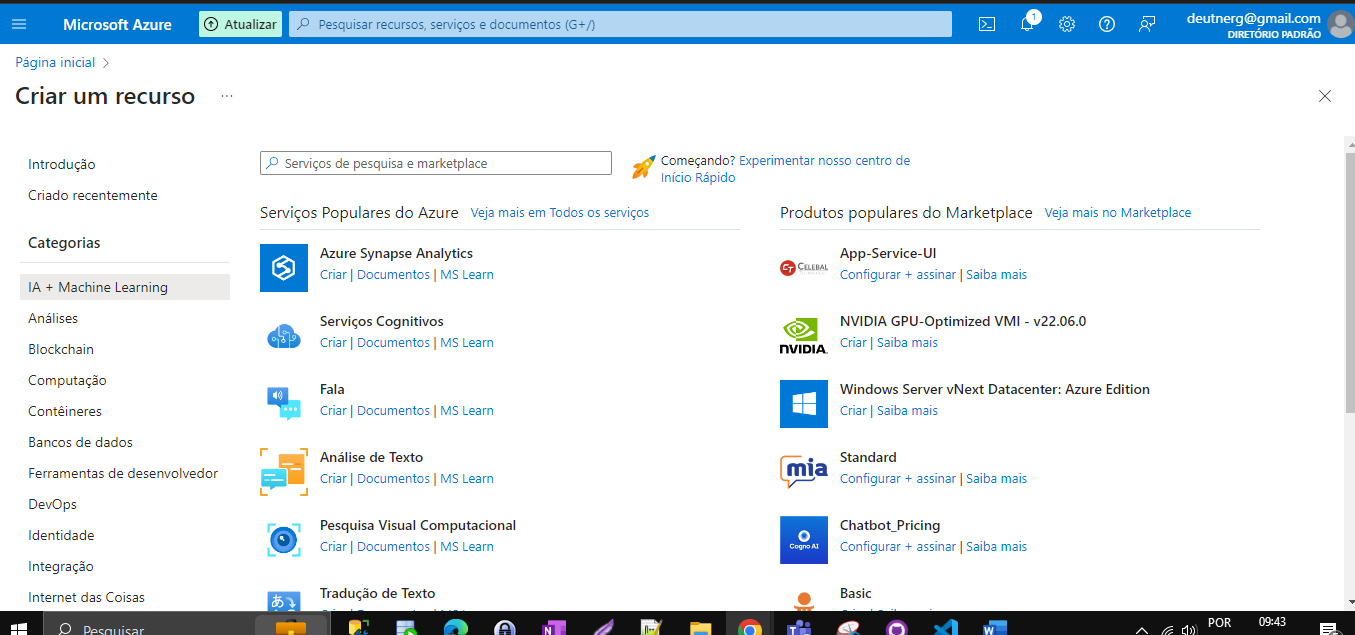 Microsoft Azure
Atualizar
Pesquisar recursos, serviços e documentos (G+/)
1
deutnerg@gmail.com
DIRETÓRIO PADRÃO
Página inicial
Criar um recurso
...
Introdução
Criado recentemente
Categorias
IA + Machine Learning
Análises
Blockchain
Computação
Contêineres
Bancos de dados
Ferramentas de desenvolvedor
DevOps
Identidade
Integração
Internet das Coisas
Serviços de pesquisa e marketplace
Começando? Experimentar nosso centro de
Início Rápido
Serviços Populares do Azure Veja mais em Todos os serviços
Azure Synapse Analytics
Criar | Documentos | MS Learn
Serviços Cognitivos
Criar | Documentos | MS Learn
Fala
Criar | Documentos | MS Learn
Análise de Texto
Criar | Documentos | MS Learn
Pesquisa Visual Computacional
Criar | Documentos | MS Learn
Tradução de Texto
Produtos populares do Marketplace Veja mais no Marketplace
CELEBAL
App-Service-UI
Configurar + assinar | Saiba mais
NVIDIA.
NVIDIA GPU-Optimized VMI - v22.06.0
Criar | Saiba mais
Windows Server vNext Datacenter: Azure Edition
Criar | Saiba mais
mia
Standard
Configurar + assinar | Saiba mais
Cogno AI
Chatbot_Pricing
Configurar + assinar | Saiba mais
Basic
Pesquisar
POR
09:43